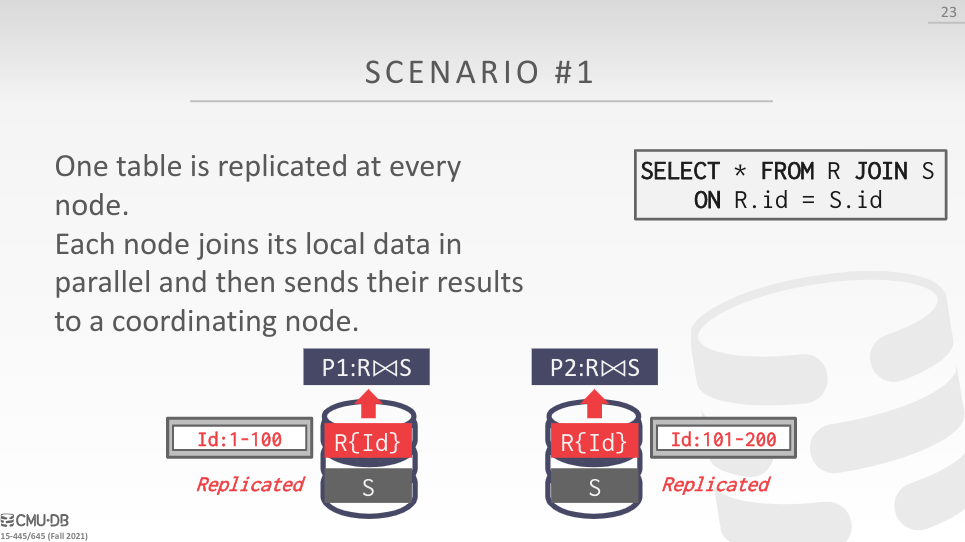 23
SCENARIO #1
One table is replicated at every
node.
Each node joins its local data in
parallel and then sends their results
to a coordinating node.
SELECT * FROM R JOIN S
ON R.id = S.id
P1:R⋈S
P2:R⋈S
Id:1-100
R{Id}
R{Id}
Id:101-200
Replicated
S
S
Replicated
CMU·DB
15-445/645 (Fall 2021)